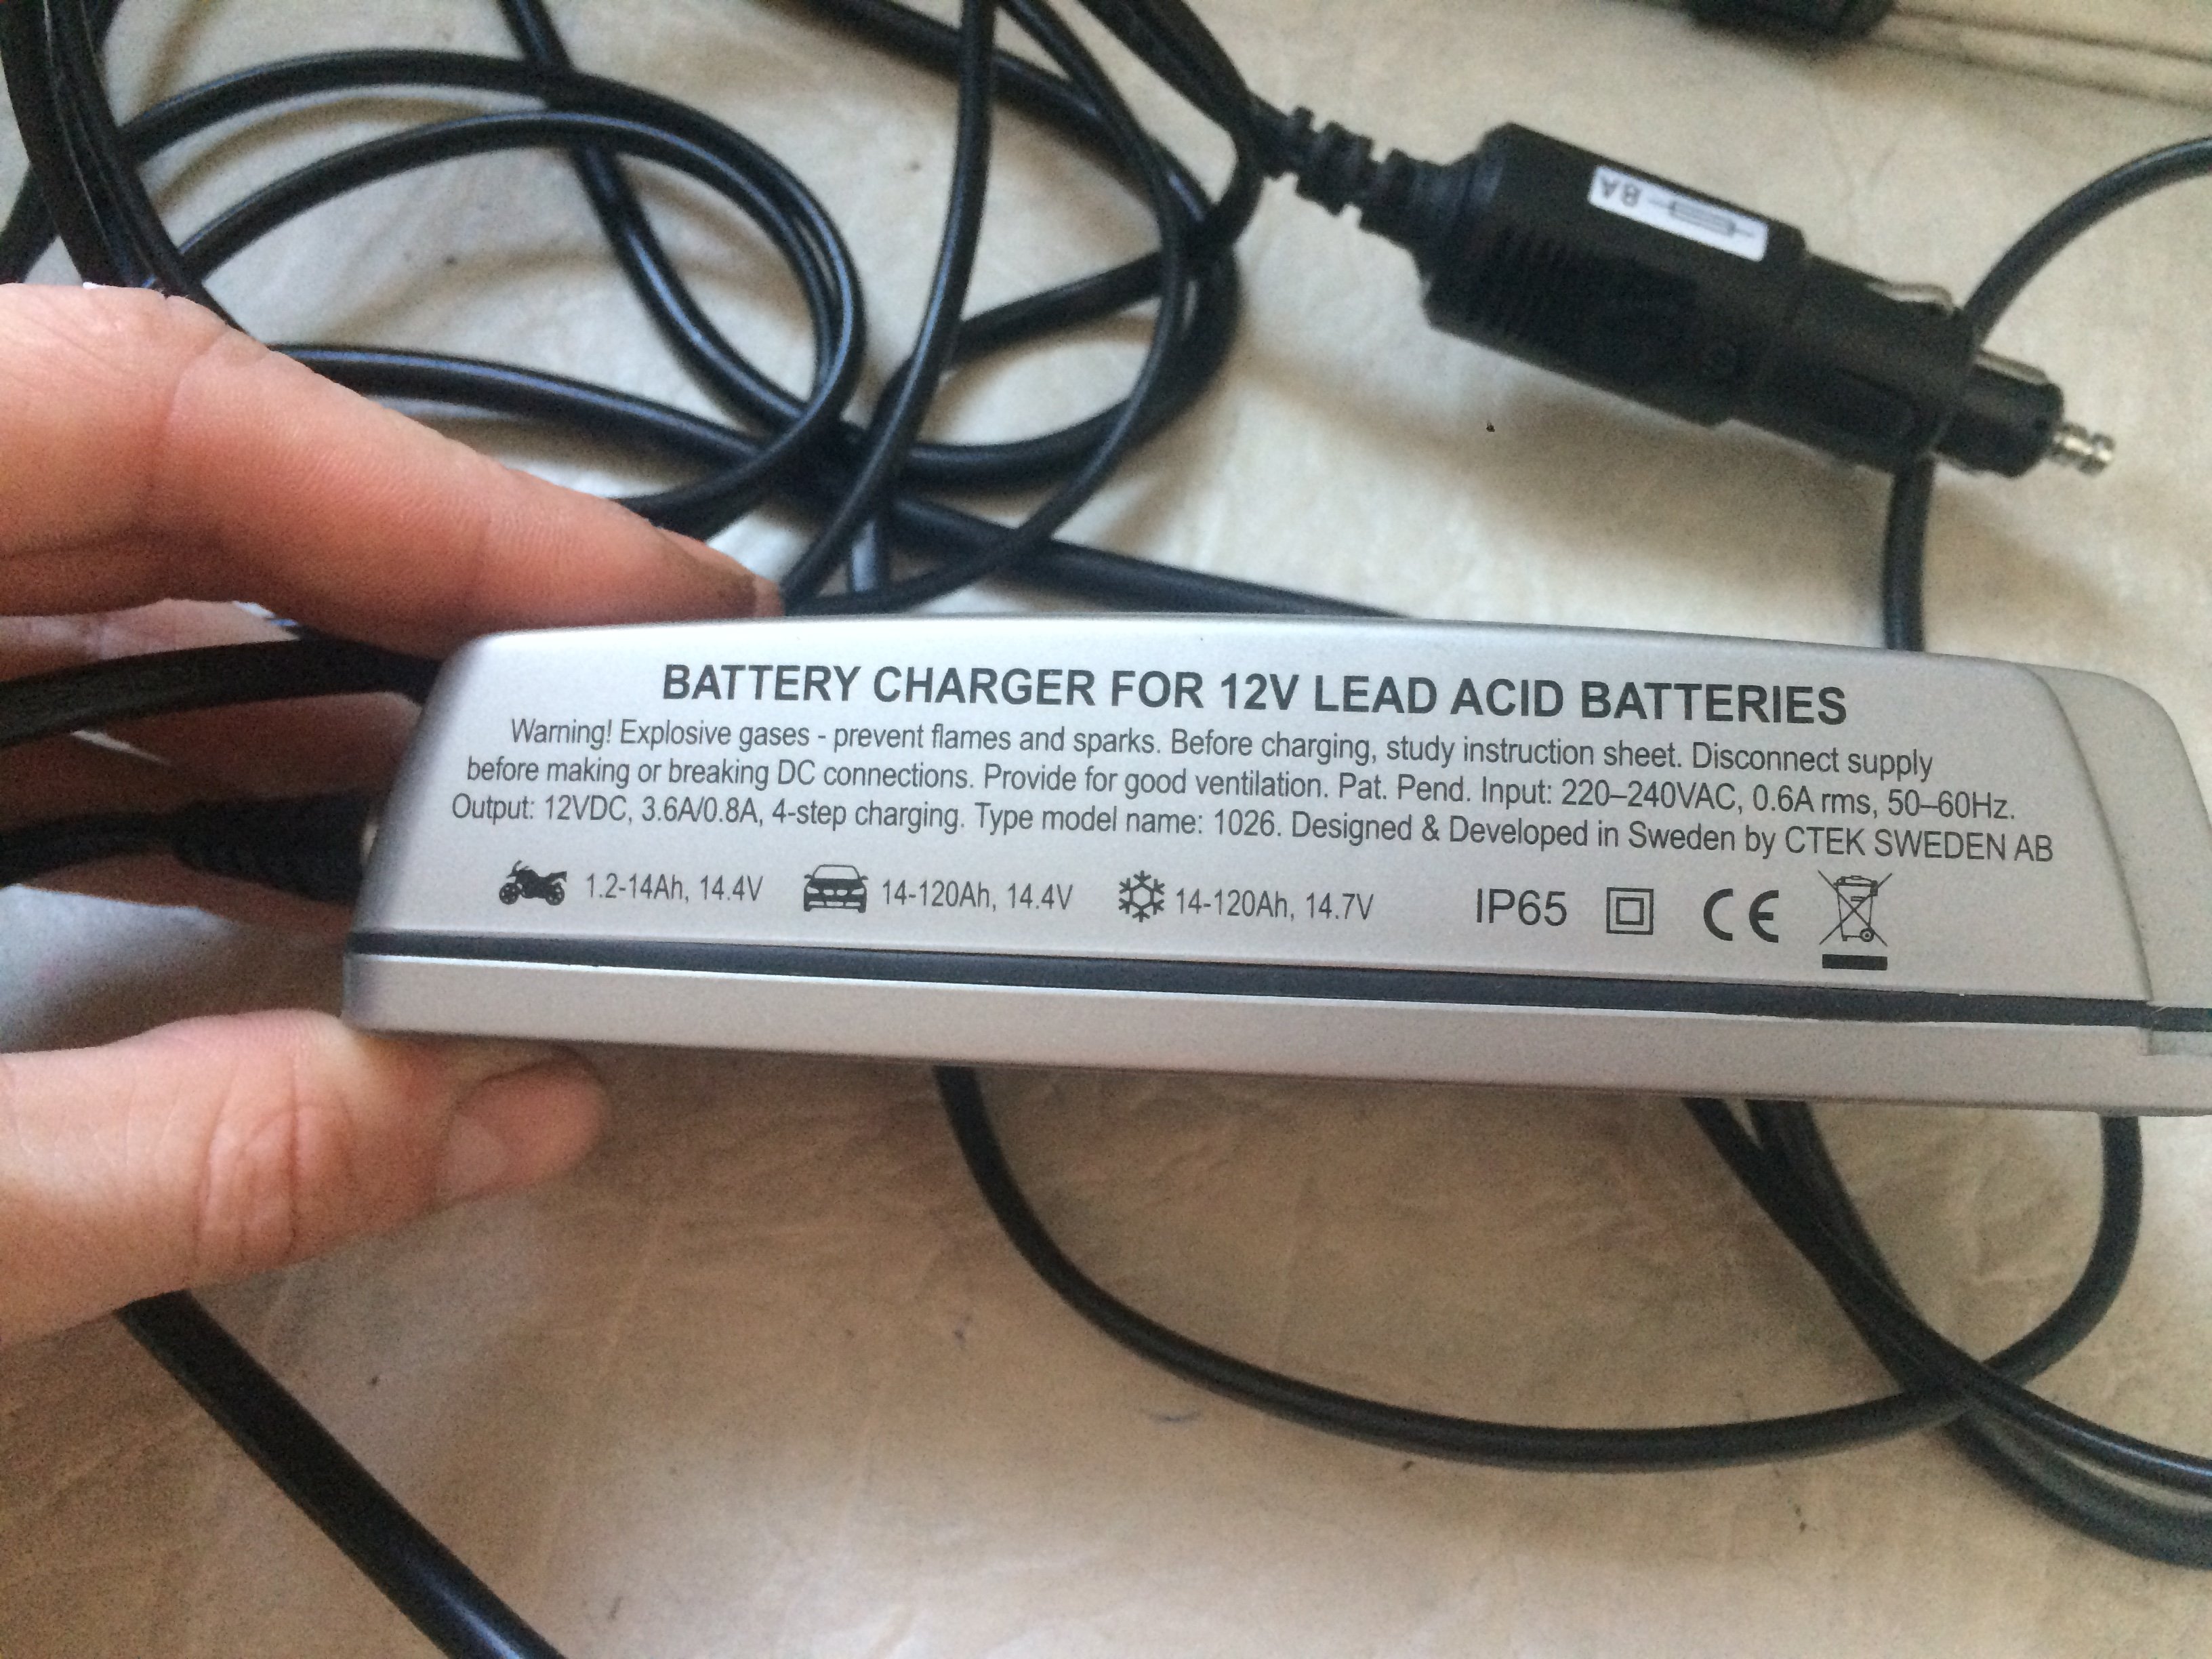 8A
BATTERY CHARGER FOR 12V LEAD ACID BATTERIES
Warning! Explosive gases - prevent flames and sparks. Before charging, study instruction sheet. Disconnect supply
before making or breaking DC connections. Provide for good ventilation. Pat. Pend. Input: 220–240VAC, 0.6A rms, 50–60Hz.
Output: 12VDC, 3.6A/0.8A, 4-step charging. Type model name: 1026. Designed & Developed in Sweden by CTEK SWEDEN AB
1.2-14Ah, 14.4V 14-120Ah, 14.4V 14-120Ah, 14.7V IP65 CE